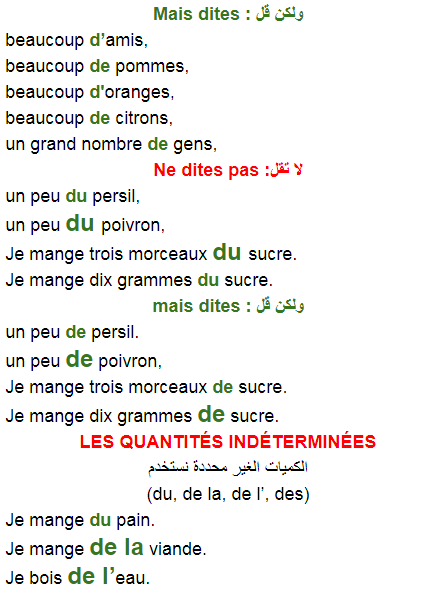 Mais dites : ولكن قُل
beaucoup d’amis,
beaucoup de pommes,
beaucoup d'oranges,
beaucoup de citrons,
un grand nombre de gens,
Ne dites pas :لا تقل
un peu du persil,
un peu du poivron,
Je mange trois morceaux du sucre.
Je mange dix grammes du sucre.
mais dites : ولكن قُل
un peu de persil.
un peu de poivron,
Je mange trois morceaux de sucre.
Je mange dix grammes de sucre.
LES QUANTITÉS INDÉTERMINÉES
الكميات الغير محددة نستخدم
(du, de la, de l’, des)
Je mange du pain.
Je mange de la viande.
Je bois de l’eau.